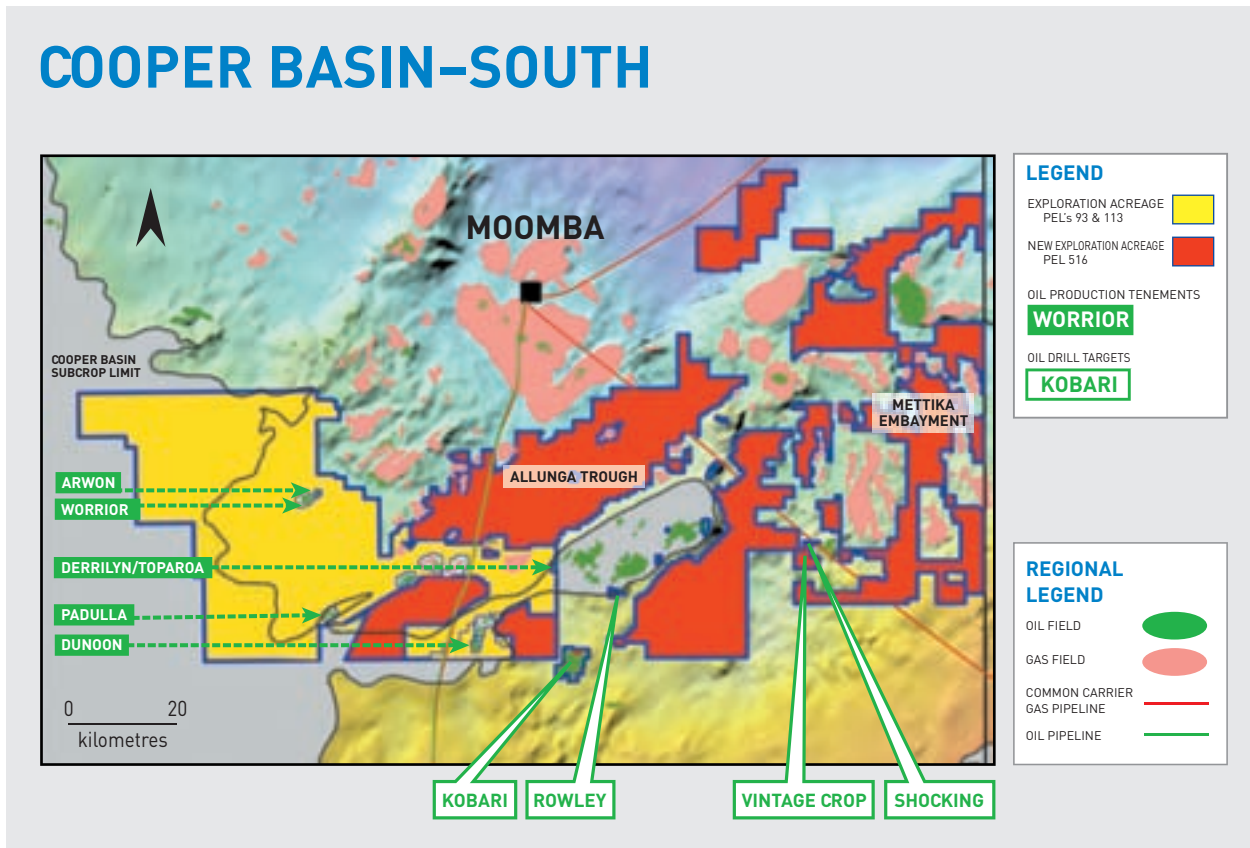 COOPER BASIN–SOUTH
MOOMBA
COOPER BASIN
SUBCROP LIMIT
METTIKA
EMBAYMENT
ALLUNGA TROUGH
ARWON
WORRIOR
DERRILYN/TOPAROA
PADULLA
DUNOON
0 20
kilometres
KOBARI
ROWLEY
VINTAGE CROP
SHOCKING
LEGEND
EXPLORATION ACREAGE
PEL's 93 & 113
NEW EXPLORATION ACREAGE
PEL 516
OIL PRODUCTION TENEMENTS
WORRIOR
OIL DRILL TARGETS
KOBARI
REGIONAL
LEGEND
OIL FIELD
GAS FIELD
COMMON CARRIER
GAS PIPELINE
OIL PIPELINE